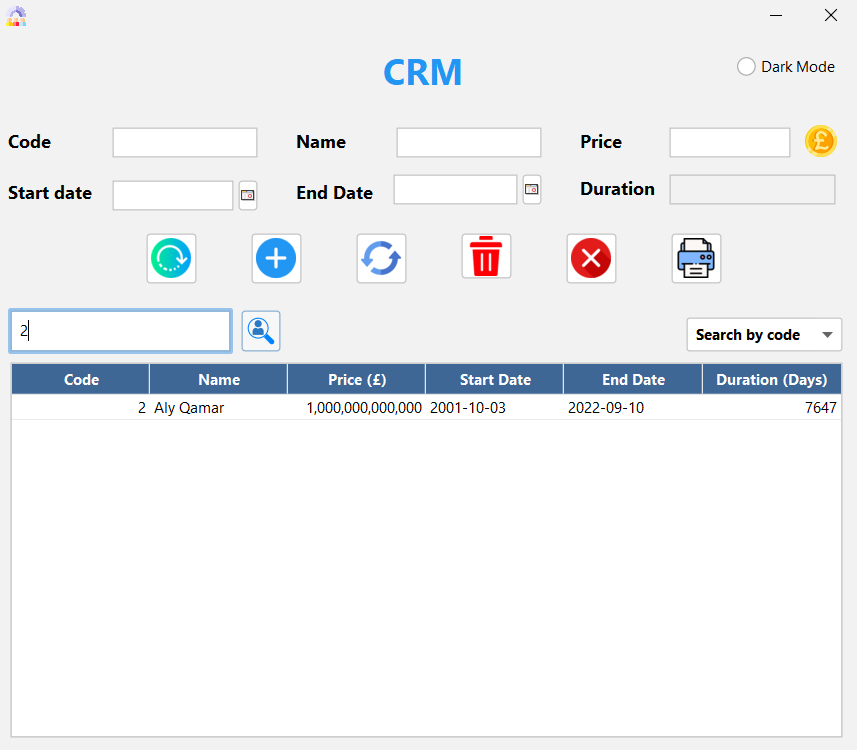 CRM
Dark Mode
Code Name Price £
Start date End Date Duration
2
Search by code
Code Name Price (£) Start Date End Date Duration (Days)
2 Aly Qamar 1,000,000,000,000 2001-10-03 2022-09-10 7647